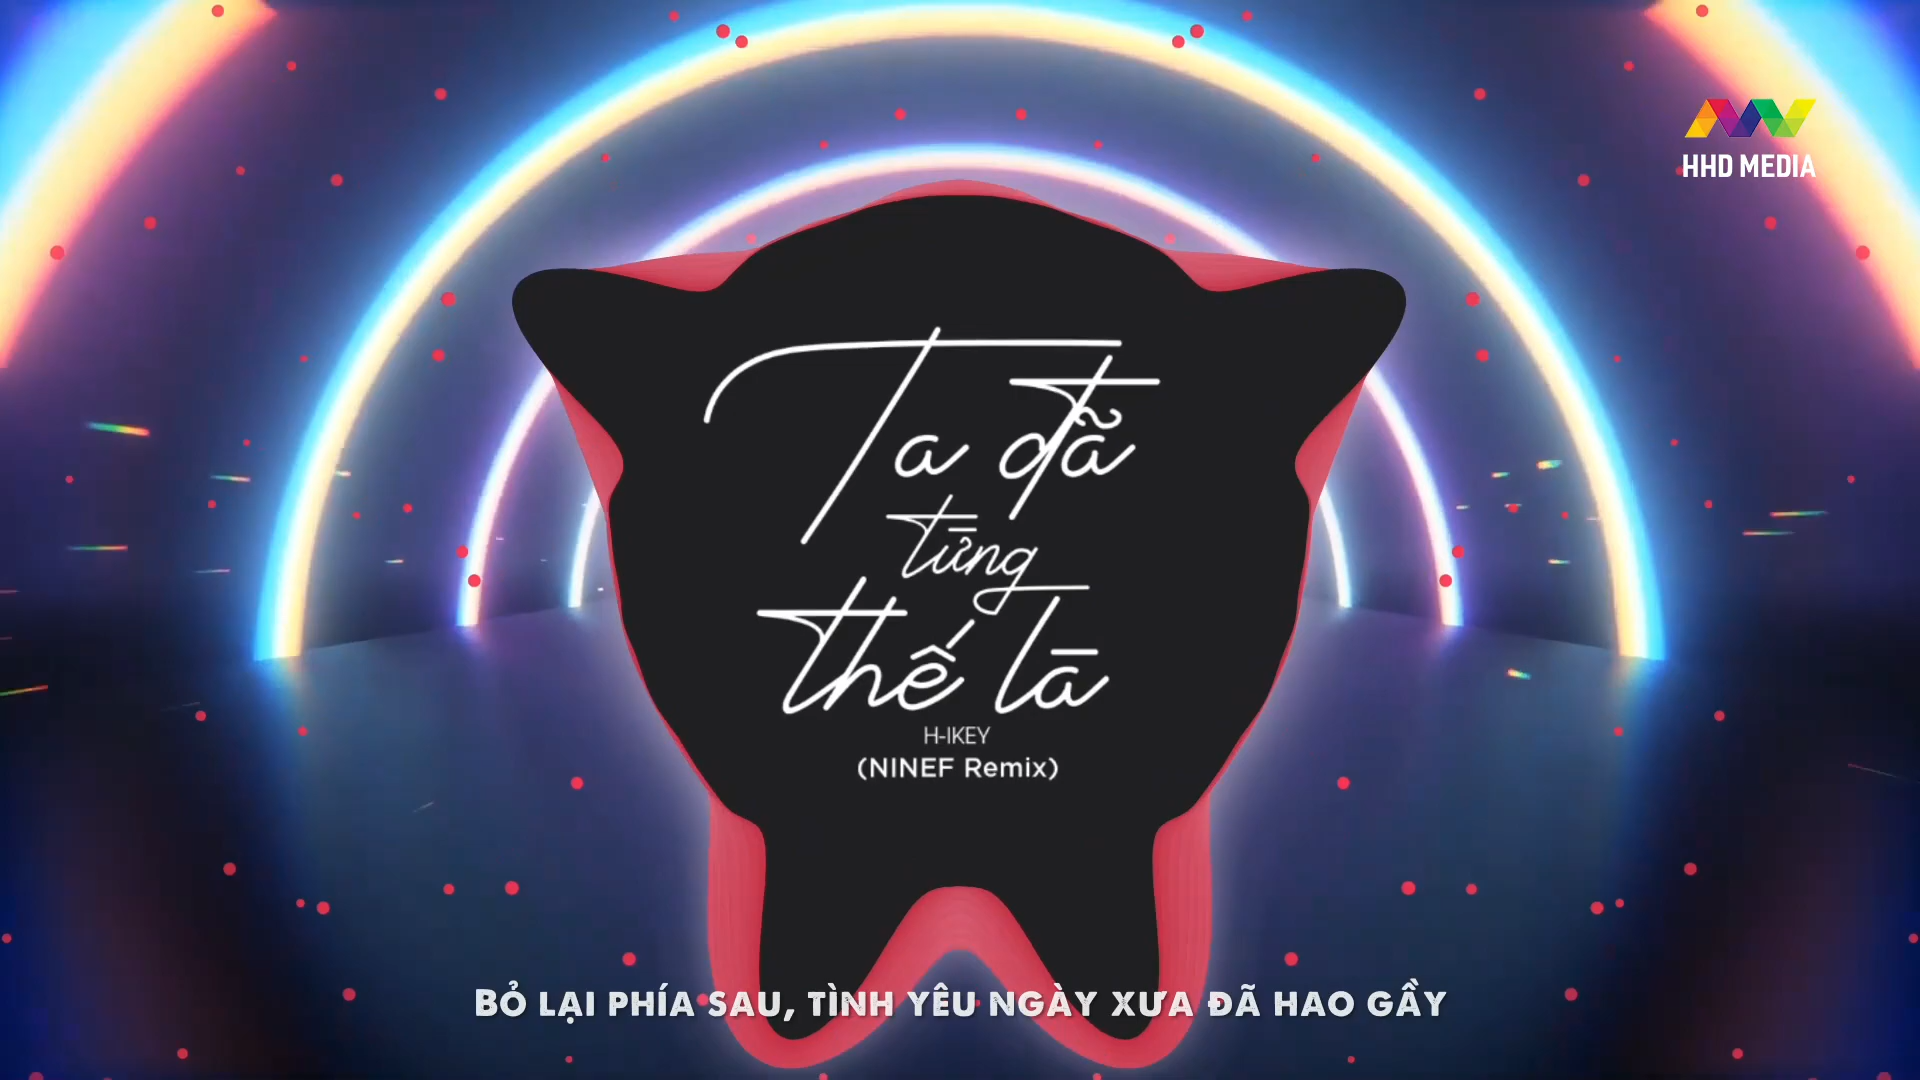 HHD MEDIA
Ta đã
từng
thế là
H-IKEY
(NINEF Remix)
BỎ LẠI PHÍA SAU, TÌNH YÊU NGÀY XƯA ĐÃ HAO GẦY